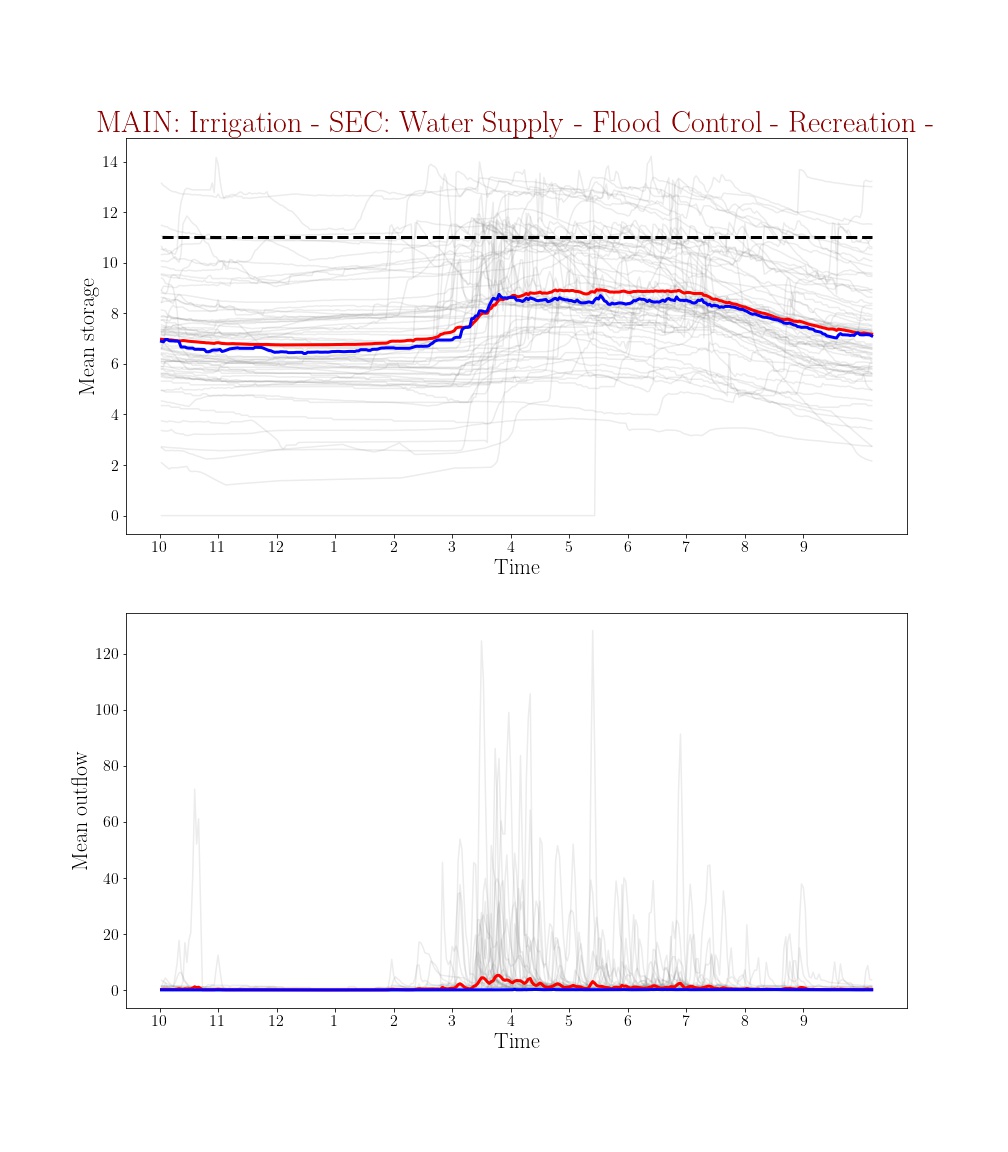 MAIN: Irrigation - SEC: Water Supply - Flood Control - Recreation -
14
12
10
8
6
4
2
0
Mean storage
10 11 12 1 2 3 4 5 6 7 8 9
Time
120
100
80
60
40
20
0
Mean outflow
10 11 12 1 2 3 4 5 6 7 8 9
Time